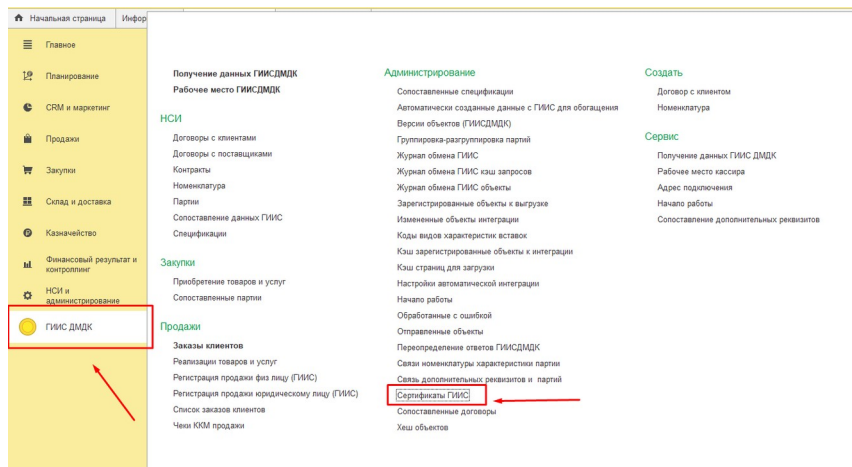 Начальная страница
Инфор
Главное
Планирование
CRM и маркетинг
Продажи
Закупки
Склад и доставка
Казначейство
Финансовый результат и
контроллинг
НСИ и
администрирование
ГИИС ДМДК
Получение данных ГИИСДМДК
Рабочее место ГИИСДМДК
НСИ
Договоры с клиентами
Договоры с поставщиками
Контракты
Номенклатура
Партии
Сопоставление данных ГИИС
Спецификации
Закупки
Приобретение товаров и услуг
Сопоставленные партии
Продажи
Заказы клиентов
Реализации товаров и услуг
Регистрация продажи физ лицу (ГИИС)
Регистрация продажи юридическому лицу (ГИИС)
Список заказов клиентов
Чеки ККМ продажи
Администрирование
Сопоставленные спецификации
Автоматически созданные данные с ГИИС для обогащения
Версии объектов (ГИИСДМДК)
Группировка-разгруппировка партий
Журнал обмена ГИИС
Журнал обмена ГИИС кэш запросов
Журнал обмена ГИИС объекты
Зарегистрированные объекты к выгрузке
Измененные объекты интеграции
Коды видов характеристик вставок
Кэш зарегистрированные объекты к интеграции
Кэш страниц для загрузки
Настройки автоматической интеграции
Начало работы
Обработанные с ошибкой
Отправленные объекты
Переопределение ответов ГИИСДМДК
Связи номенклатуры характеристики партии
Связь дополнительных реквизитов и партий
Сертификаты ГИИС
Сопоставленные договоры
Хеш объектов
Создать
Договор с клиентом
Номенклатура
Сервис
Получение данных ГИИС ДМДК
Рабочее место кассира
Адрес подключения
Начало работы
Сопоставление дополнительных реквизитов